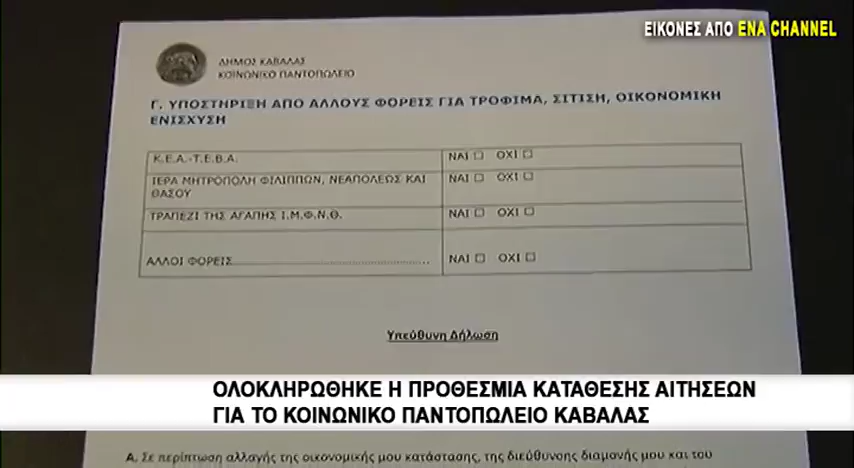 ΕΙΚΟΝΕΣ ΑΠΟ ΕΝΑ CHANNEL
ΔΗΜΟΣ ΚΑΒΑΛΑΣ
ΚΟΙΝΩΝΙΚΟ ΠΑΝΤΟΠΩΛΕΙΟ
Γ. ΥΠΟΣΤΗΡΙΞΗ ΑΠΟ ΑΛΛΟΥΣ ΦΟΡΕΙΣ ΓΙΑ ΤΡΟΦΙΜΑ, ΣΙΤΙΣΗ, ΟΙΚΟΝΟΜΙΚΗ
ΕΝΙΣΧΥΣΗ
Κ.Ε.Α.-Τ.Ε.Β.Α. ΝΑΙ ☐ ΟΧΙ ☐
ΙΕΡΑ ΜΗΤΡΟΠΟΛΗ ΦΙΛΙΠΠΩΝ, ΝΕΑΠΟΛΕΩΣ ΚΑΙ ΝΑΙ ☐ ΟΧΙ ☐
ΘΑΣΟΥ
ΤΡΑΠΕΖΙ ΤΗΣ ΑΓΑΠΗΣ Ι.Μ.Φ.Ν.Θ. ΝΑΙ ☐ ΟΧΙ ☐
ΑΛΛΟΙ ΦΟΡΕΙΣ........................................ ΝΑΙ ☐ ΟΧΙ ☐
Υπεύθυνη Δήλωση
ΟΛΟΚΛΗΡΩΘΗΚΕ Η ΠΡΟΘΕΣΜΙΑ ΚΑΤΑΘΕΣΗΣ ΑΙΤΗΣΕΩΝ
ΓΙΑ ΤΟ ΚΟΙΝΩΝΙΚΟ ΠΑΝΤΟΠΩΛΕΙΟ ΚΑΒΑΛΑΣ
Α. Σε περίπτωση αλλαγής της οικονομικής μου κατάστασης, της διεύθυνσης διαμονής μου και του